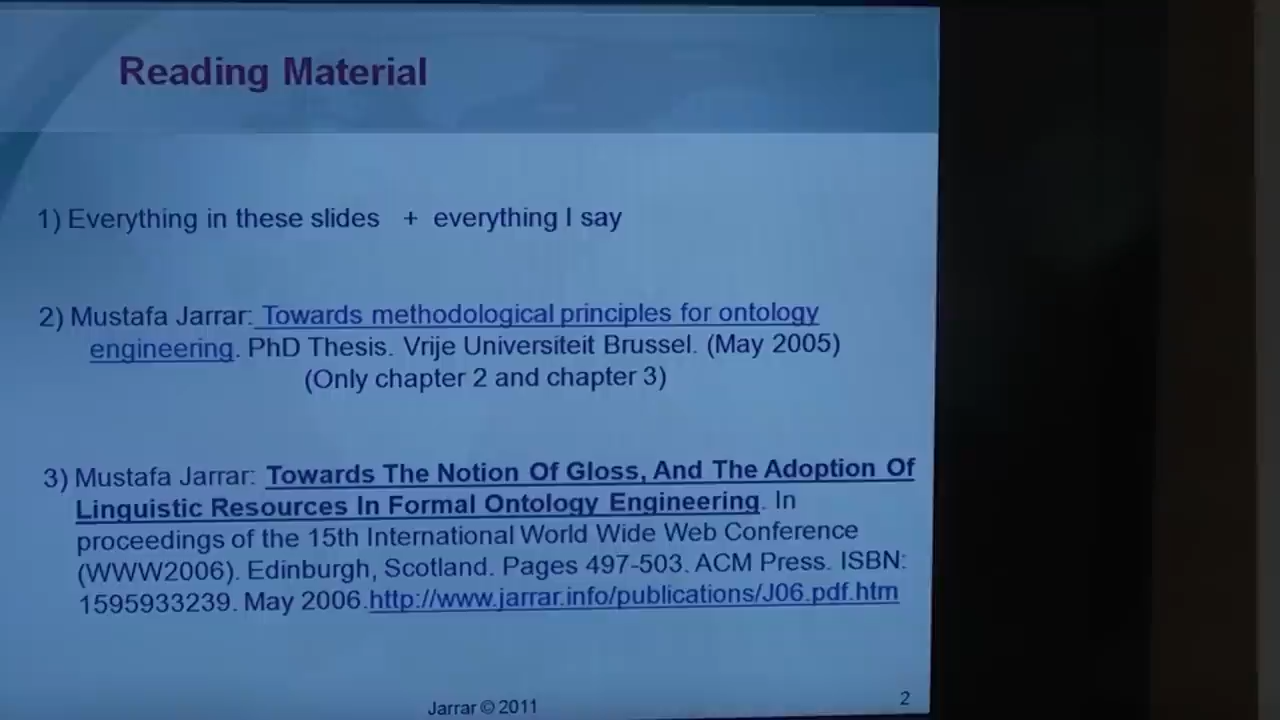 Reading Material
1) Everything in these slides + everything I say
2) Mustafa Jarrar: Towards methodological principles for ontology
engineering. PhD Thesis. Vrije Universiteit Brussel. (May 2005)
(Only chapter 2 and chapter 3)
3) Mustafa Jarrar: Towards The Notion Of Gloss, And The Adoption Of
Linguistic Resources In Formal Ontology Engineering. In
proceedings of the 15th International World Wide Web Conference
(WWW2006). Edinburgh, Scotland. Pages 497-503. ACM Press. ISBN:
1595933239. May 2006.http://www.jarrar.info/publications/J06.pdf.htm
Jarrar © 2011
2